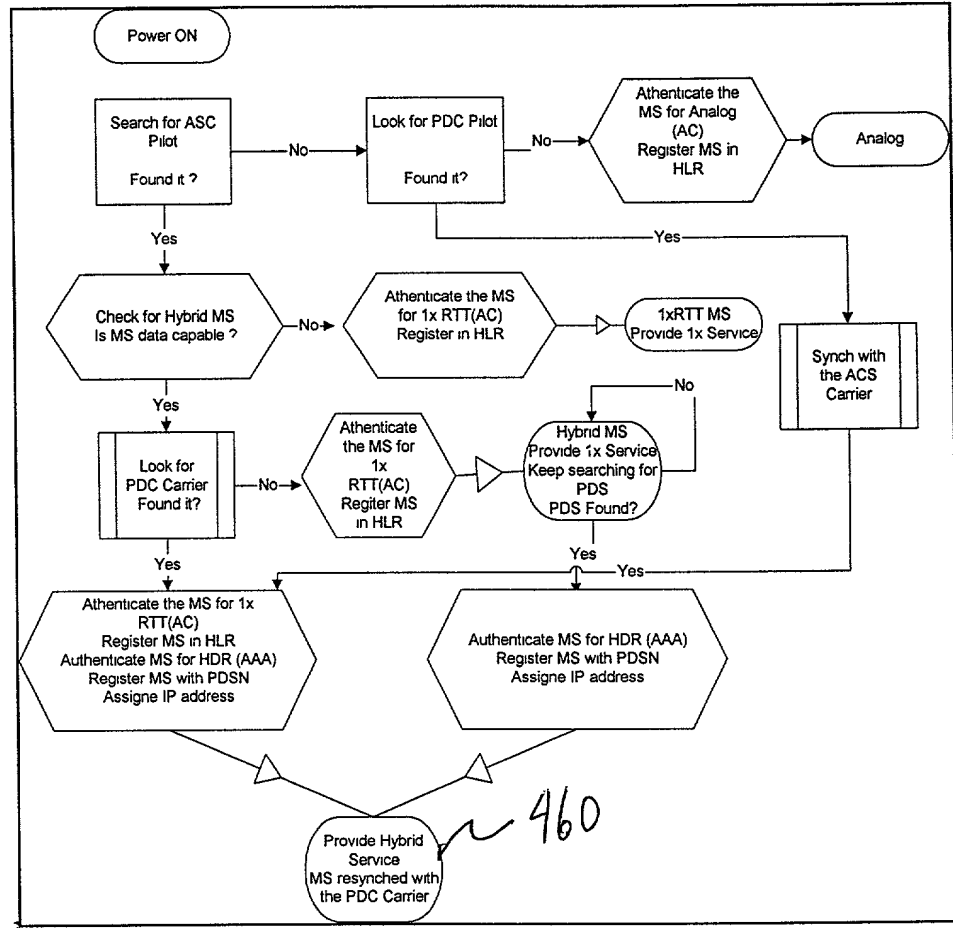 Power ON
Search for ASC
Pilot
Found it ?
No
Look for PDC Pilot
Found it?
No
Athenticate the
MS for Analog
(AC)
Register MS in
HLR
Analog
Yes
Yes
Check for Hybrid MS
Is MS data capable ?
No
Athenticate the MS
for 1x RTT(AC)
Register in HLR
1xRTT MS
Provide 1x Service
Synch with
the ACS
Carrier
Yes
No
Look for
PDC Carrier
Found it?
No
Athenticate
the MS for
1x
RTT(AC)
Regiter MS
in HLR
Hybrid MS
Provide 1x Service
Keep searching for
PDS
PDS Found?
Yes
Yes
Yes
Athenticate the MS for 1x
RTT(AC)
Register MS in HLR
Authenticate MS for HDR (AAA)
Register MS with PDSN
Assigne IP address
Authenticate MS for HDR (AAA)
Register MS with PDSN
Assigne IP address
460
Provide Hybrid
Service
MS resynched with
the PDC Carrier